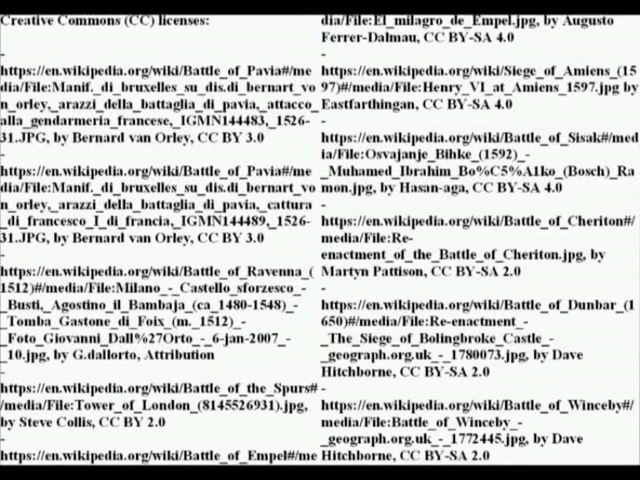 Creative Commons (CC) licenses:
-
https://en.wikipedia.org/wiki/Battle_of_Pavia#/me
dia/File:Manif._di_bruxelles_su_dis.di_bernart_vo
n_orley,_arazzi_della_battaglia_di_pavia,_attacco_
alla_gendarmeria_francese,_IGMN144483,_1526-
31.JPG, by Bernard van Orley, CC BY 3.0
-
https://en.wikipedia.org/wiki/Battle_of_Pavia#/me
dia/File:Manif._di_bruxelles_su_dis.di_bernart_vo
n_orley,_arazzi_della_battaglia_di_pavia,_cattura
_di_francesco_I_di_francia,_IGMN144489,_1526-
31.JPG, by Bernard van Orley, CC BY 3.0
-
https://en.wikipedia.org/wiki/Battle_of_Ravenna_(
1512)#/media/File:Milano_-_Castello_sforzesco_-
_Busti,_Agostino_il_Bambaja_(ca_1480-1548)_-
_Tomba_Gastone_di_Foix_(m._1512)_-
_Foto_Giovanni_Dall%27Orto_-_6-jan-2007_-
_10.jpg, by G.dallorto, Attribution
-
https://en.wikipedia.org/wiki/Battle_of_the_Spurs#
/media/File:Tower_of_London_(8145526931).jpg,
by Steve Collis, CC BY 2.0
-
https://en.wikipedia.org/wiki/Battle_of_Empel#/me
dia/File:El_milagro_de_Empel.jpg, by Augusto
Ferrer-Dalmau, CC BY-SA 4.0
-
https://en.wikipedia.org/wiki/Siege_of_Amiens_(15
97)#/media/File:Henry_VI_at_Amiens_1597.jpg by
Eastfarthingan, CC BY-SA 4.0
-
https://en.wikipedia.org/wiki/Battle_of_Sisak#/med
ia/File:Osvajanje_Bihke_(1592)_-
_Muhamed_Ibrahim_Bo%C5%A1ko_(Bosch)_Ra
mon.jpg, by Hasan-aga, CC BY-SA 4.0
-
https://en.wikipedia.org/wiki/Battle_of_Cheriton#/
media/File:Re-
enactment_of_the_Battle_of_Cheriton.jpg, by
Martyn Pattison, CC BY-SA 2.0
-
https://en.wikipedia.org/wiki/Battle_of_Dunbar_(1
650)#/media/File:Re-enactment_-
_The_Siege_of_Bolingbroke_Castle_-
_geograph.org.uk_-_1780073.jpg, by Dave
Hitchborne, CC BY-SA 2.0
-
https://en.wikipedia.org/wiki/Battle_of_Winceby#/
media/File:Battle_of_Winceby_-
_geograph.org.uk_-_1772445.jpg, by Dave
Hitchborne, CC BY-SA 2.0